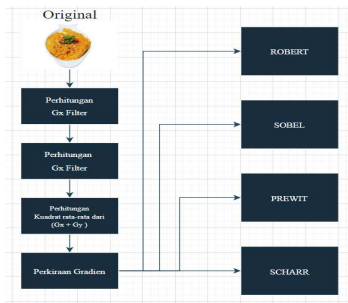 Original
Perhitungan
Gx Filter
Perhitungan
Gx Filter
Perhitungan
Kuadrat rata-rata dari
(Gx + Gy )
Perkiraan Gradien
ROBERT
SOBEL
PREWIT
SCHARR